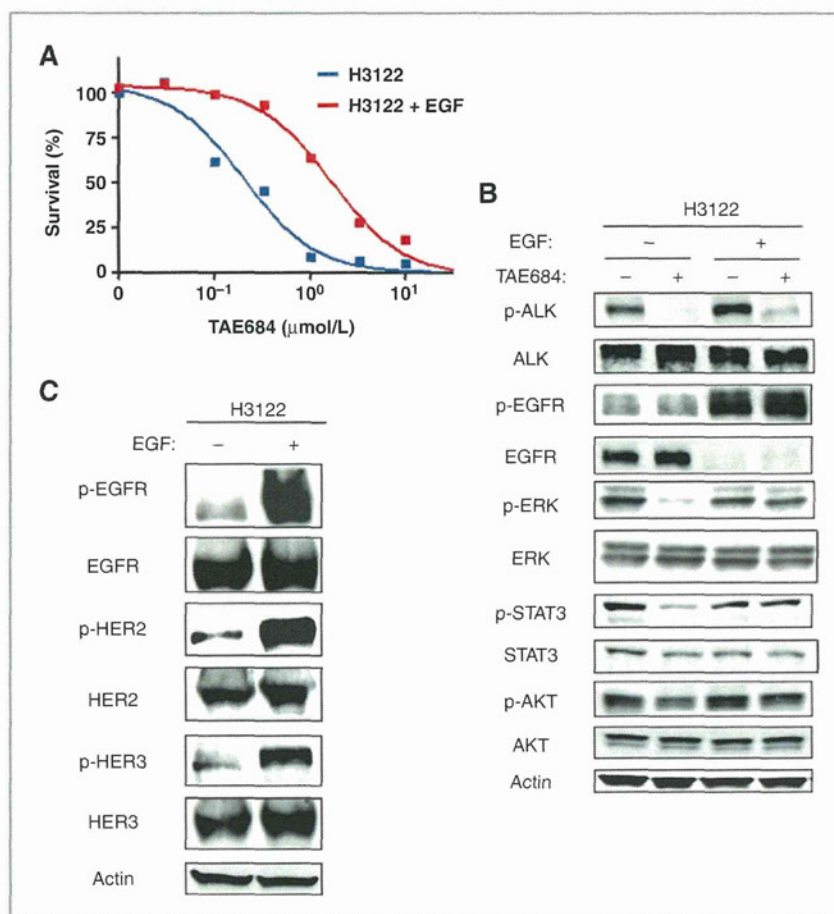 A
H3122
H3122 + EGF
100
75
50
25
0
Survival (%)
0
10⁻¹
10⁰
10¹
TAE684 (μmol/L)
B
H3122
EGF: – +
TAE684: – + – +
p-ALK
ALK
p-EGFR
EGFR
p-ERK
ERK
p-STAT3
STAT3
p-AKT
AKT
Actin
C
H3122
EGF: – +
p-EGFR
EGFR
p-HER2
HER2
p-HER3
HER3
Actin